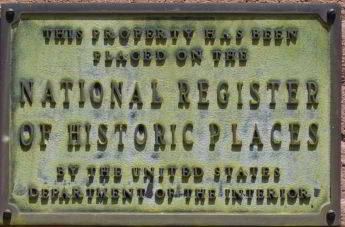 THIS PROPERTY HAS BEEN
PLACED ON THE
NATIONAL REGISTER
OF HISTORIC PLACES
BY THE UNITED STATES
DEPARTMENT OF THE INTERIOR